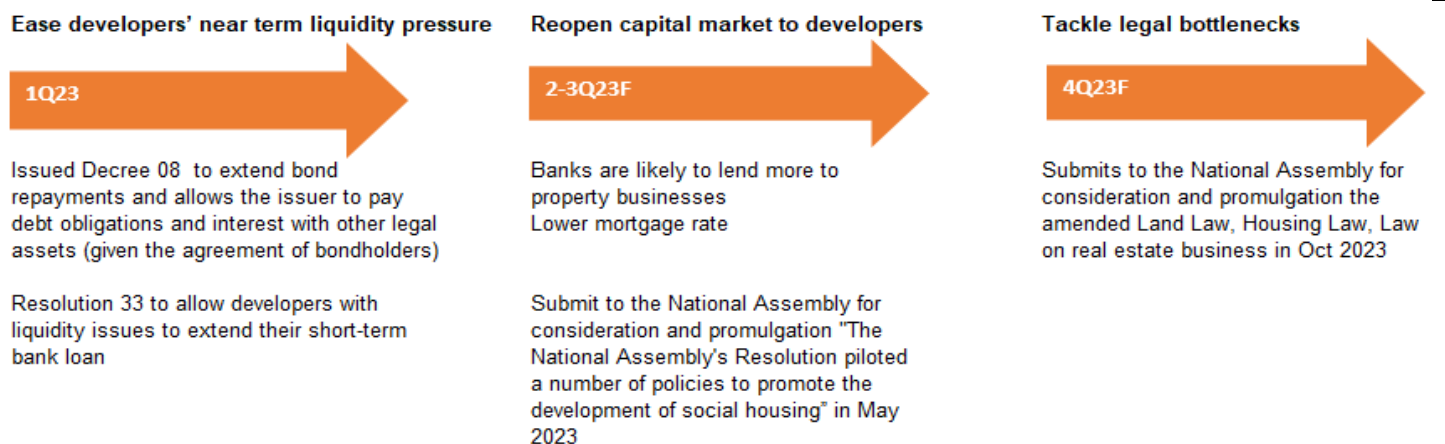 Ease developers' near term liquidity pressure
1Q23
Issued Decree 08  to extend bond
repayments and allows the issuer to pay
debt obligations and interest with other legal
assets (given the agreement of bondholders)
Resolution 33 to allow developers with
liquidity issues to extend their short-term
bank loan
Reopen capital market to developers
2-3Q23F
Banks are likely to lend more to
property businesses
Lower mortgage rate
Submit to the National Assembly for
consideration and promulgation "The
National Assembly's Resolution piloted
a number of policies to promote the
development of social housing” in May
2023
Tackle legal bottlenecks
4Q23F
Submits to the National Assembly for
consideration and promulgation the
amended Land Law, Housing Law, Law
on real estate business in Oct 2023